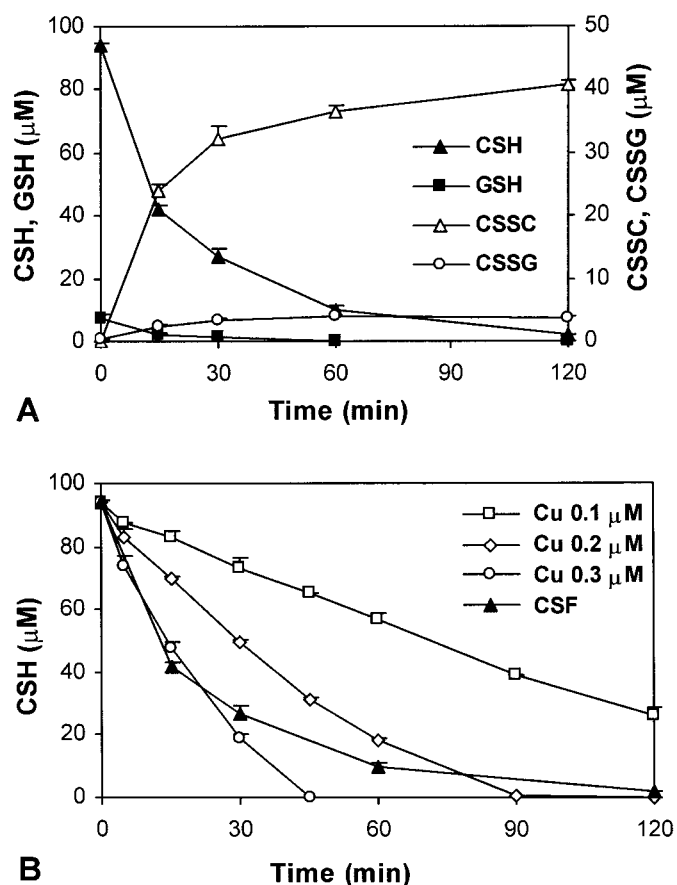 100
80
60
40
20
0
CSH, GSH (μM)
50
40
30
20
10
0
CSSC, CSSG (μM)
CSH
GSH
CSSC
CSSG
0 30 60 90 120
Time (min)
A
100
80
60
40
20
0
CSH (μM)
Cu 0.1 μM
Cu 0.2 μM
Cu 0.3 μM
CSF
0 30 60 90 120
Time (min)
B